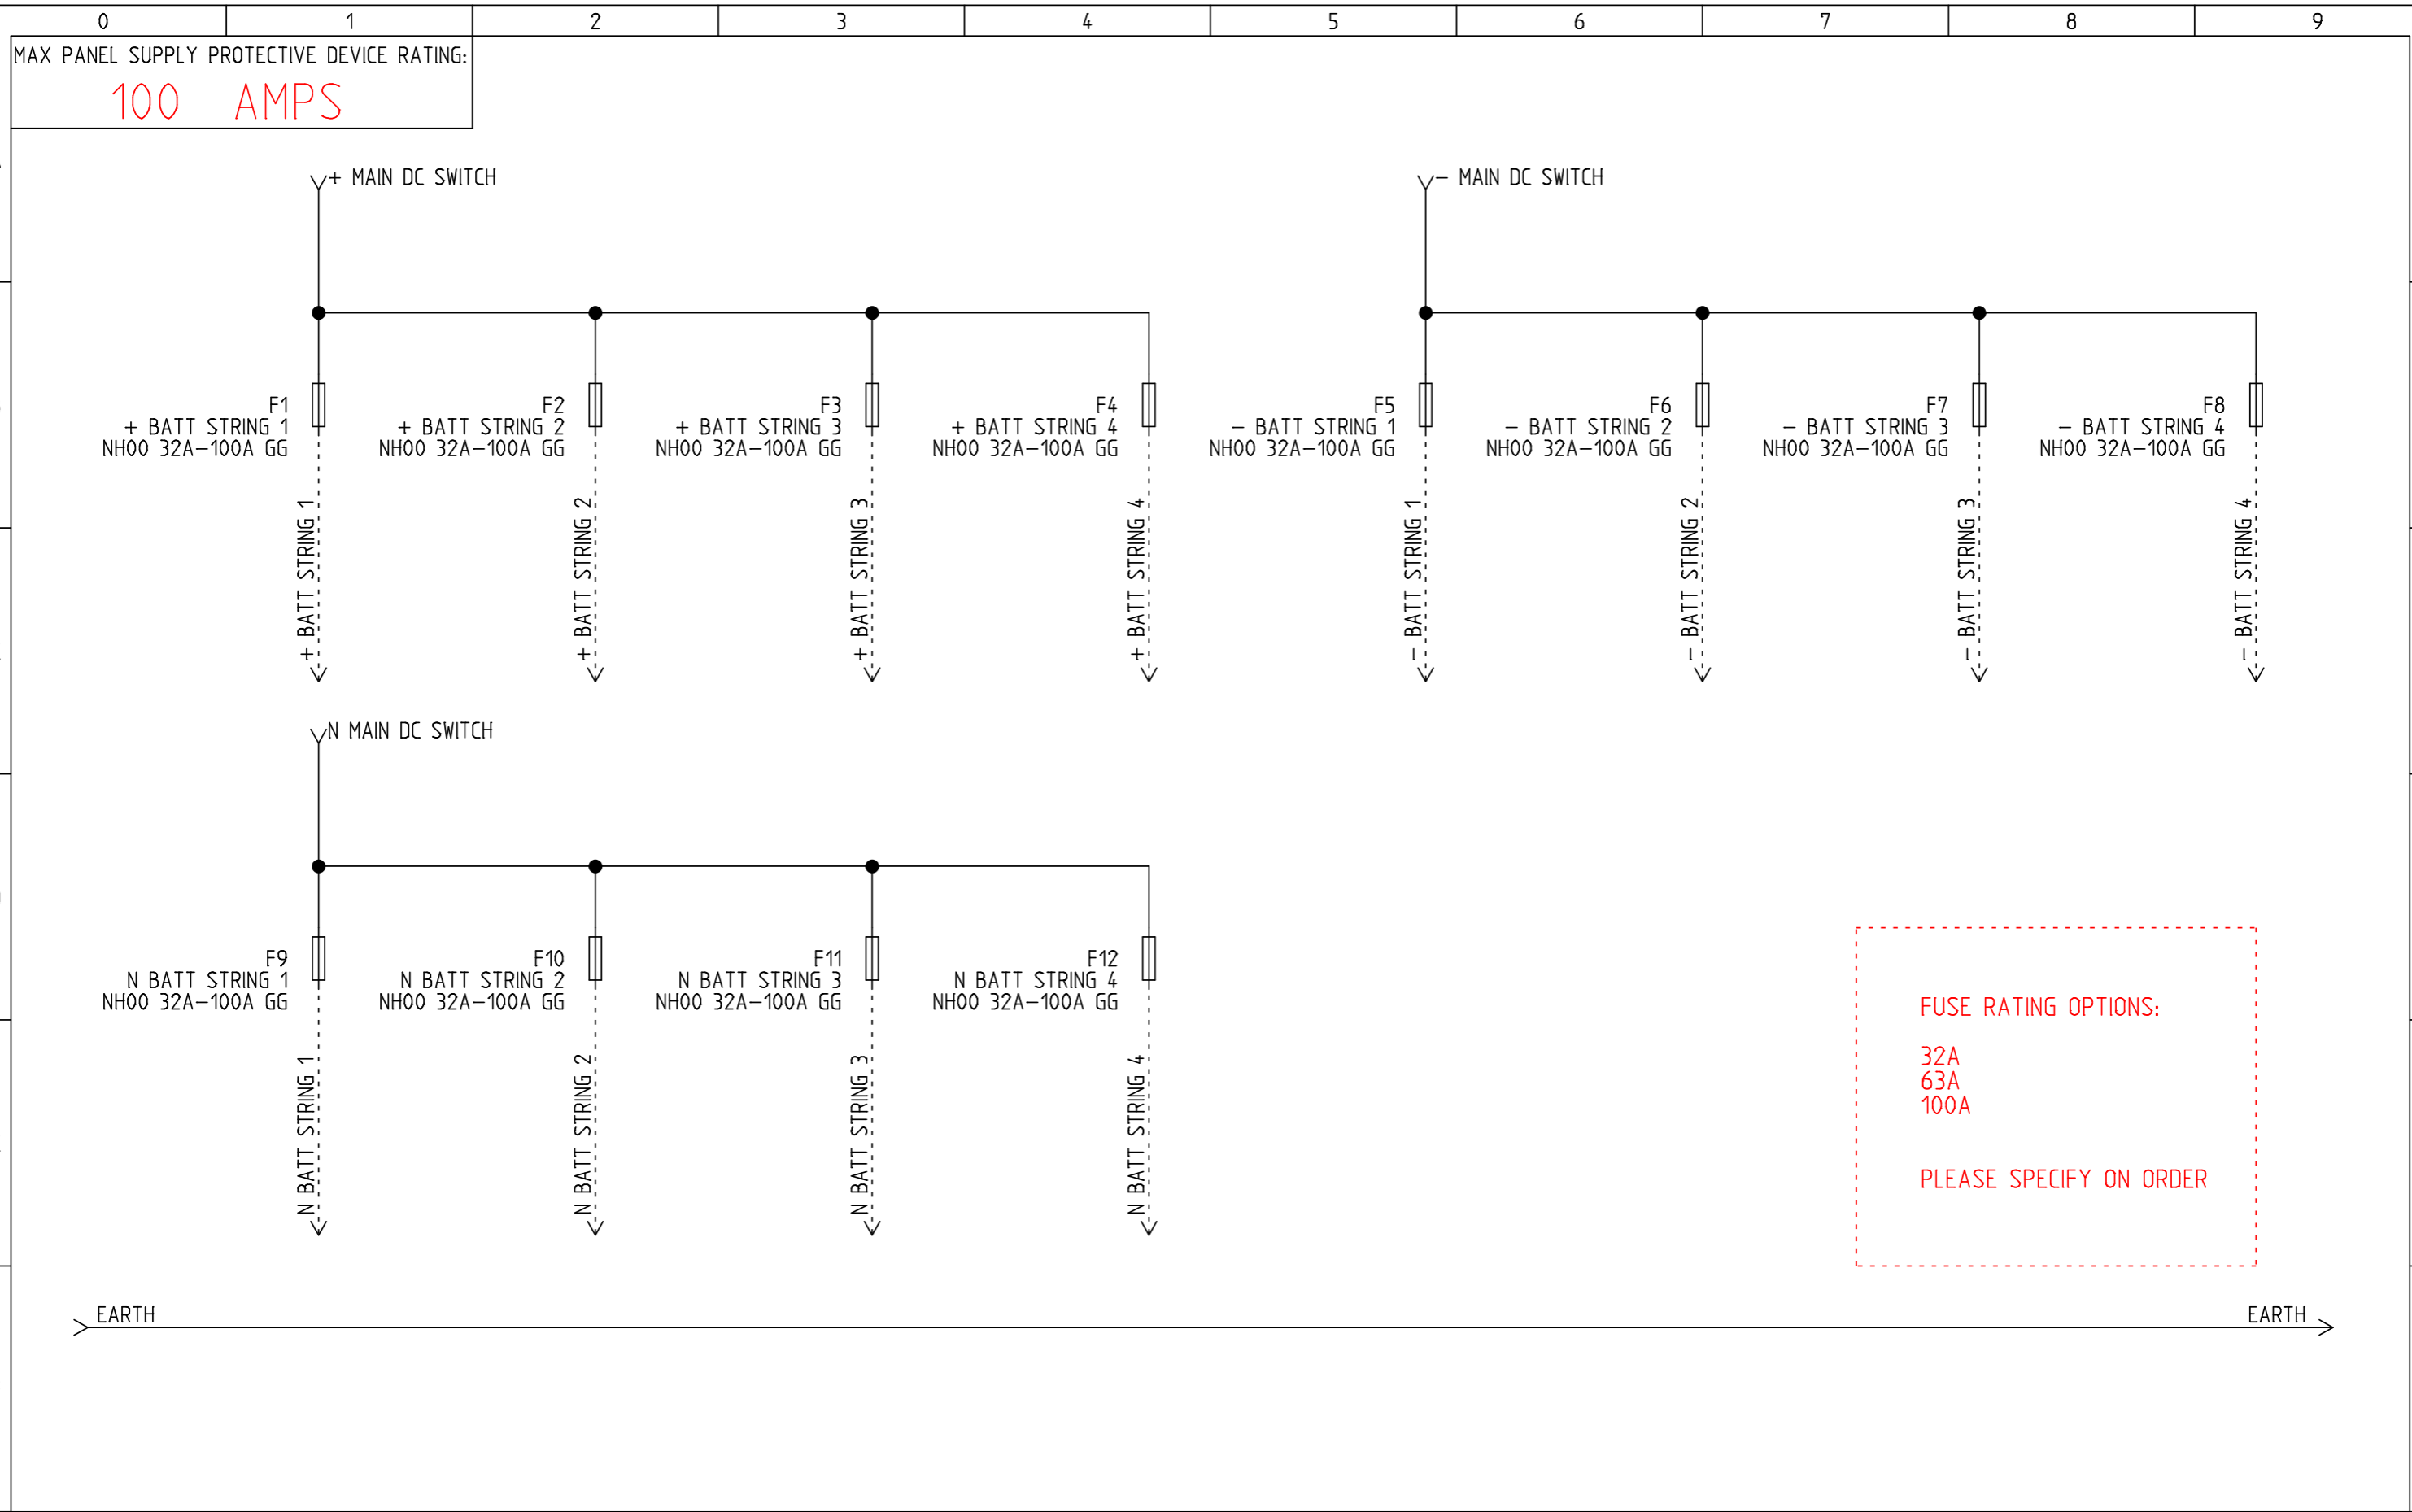 0 1 2 3 4 5 6 7 8 9
MAX PANEL SUPPLY PROTECTIVE DEVICE RATING:
100 AMPS
+ MAIN DC SWITCH
- MAIN DC SWITCH
F1
+ BATT STRING 1
NH00 32A-100A GG
F2
+ BATT STRING 2
NH00 32A-100A GG
F3
+ BATT STRING 3
NH00 32A-100A GG
F4
+ BATT STRING 4
NH00 32A-100A GG
F5
- BATT STRING 1
NH00 32A-100A GG
F6
- BATT STRING 2
NH00 32A-100A GG
F7
- BATT STRING 3
NH00 32A-100A GG
F8
- BATT STRING 4
NH00 32A-100A GG
+ BATT STRING 1
+ BATT STRING 2
+ BATT STRING 3
+ BATT STRING 4
- BATT STRING 1
- BATT STRING 2
- BATT STRING 3
- BATT STRING 4
N MAIN DC SWITCH
F9
N BATT STRING 1
NH00 32A-100A GG
F10
N BATT STRING 2
NH00 32A-100A GG
F11
N BATT STRING 3
NH00 32A-100A GG
F12
N BATT STRING 4
NH00 32A-100A GG
N BATT STRING 1
N BATT STRING 2
N BATT STRING 3
N BATT STRING 4
FUSE RATING OPTIONS:
32A
63A
100A
PLEASE SPECIFY ON ORDER
EARTH
EARTH